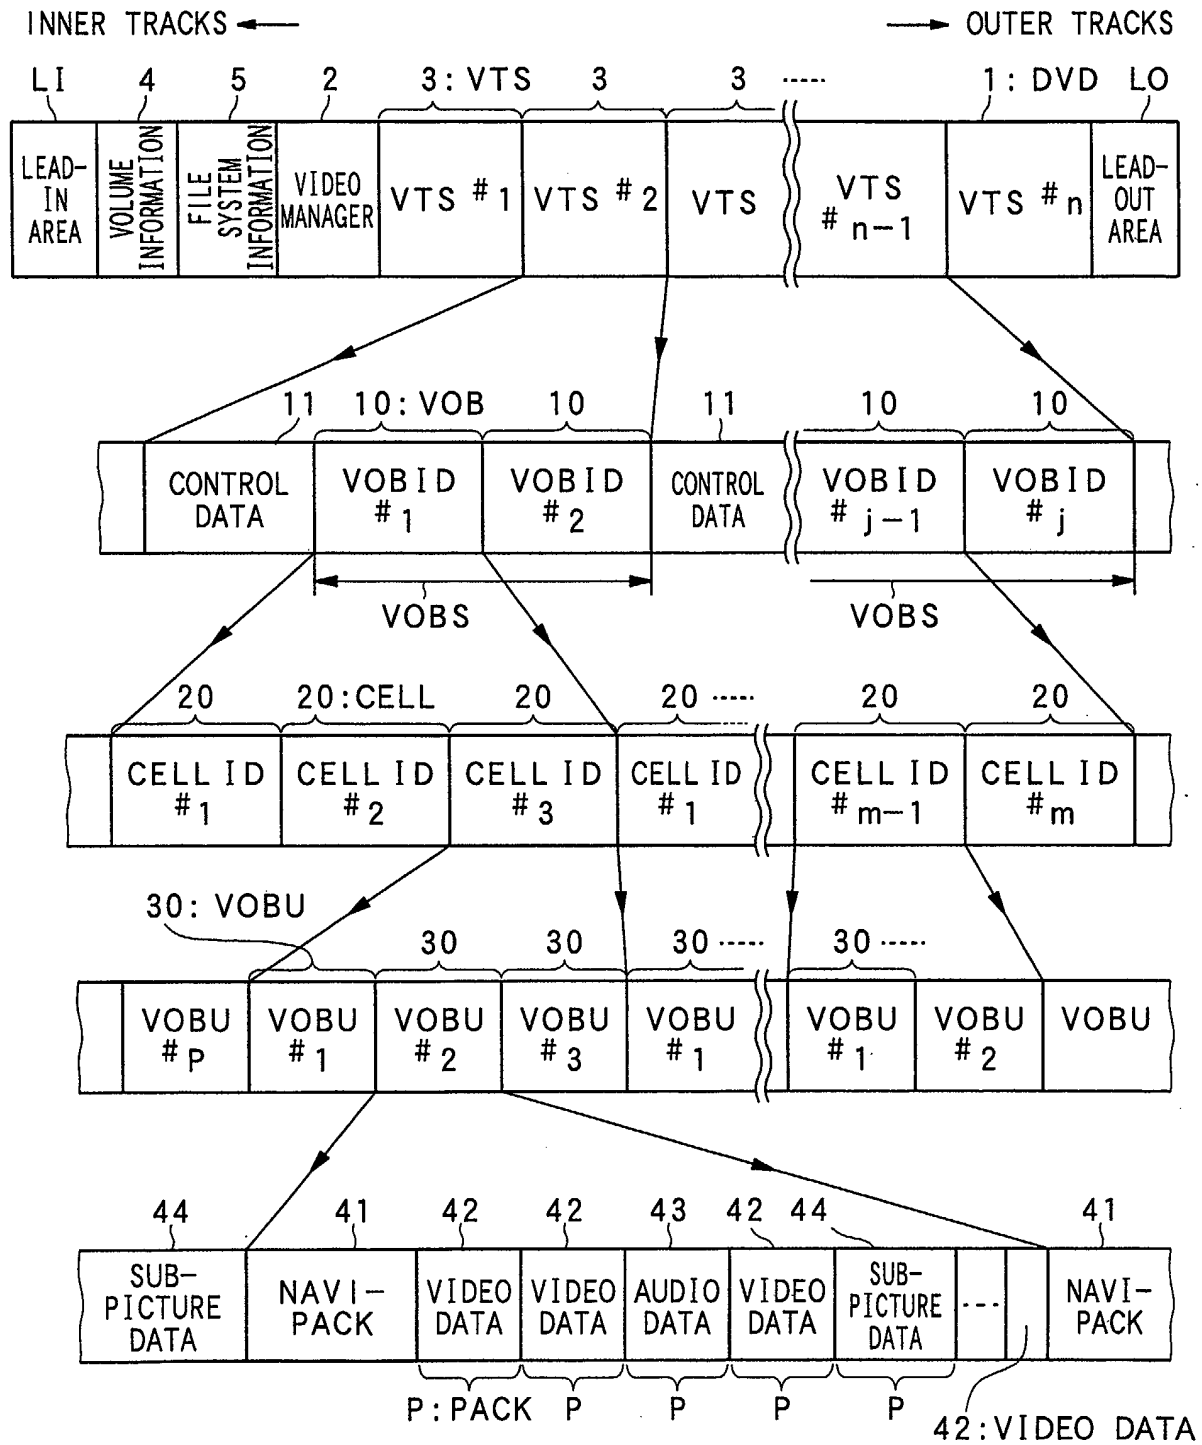 INNER TRACKS OUTER TRACKS
LI 4 5 2 3:VTS 3 3 ····· 1:DVD LO
LEAD-IN AREA
VOLUME INFORMATION
FILE SYSTEM INFORMATION
VIDEO MANAGER
VTS #1
VTS #2
VTS
VTS #n-1
VTS #n
LEAD-OUT AREA
11 10:VOB 10 11 10 10
CONTROL DATA
VOBID #1
VOBID #2
CONTROL DATA
VOBID #j-1
VOBID #j
VOBS VOBS
20 20:CELL 20 20 ····· 20 20
CELL ID #1
CELL ID #2
CELL ID #3
CELL ID #1
CELL ID #m-1
CELL ID #m
30:VOBU 30 30 30 ····· 30 ·····
VOBU #P
VOBU #1
VOBU #2
VOBU #3
VOBU #1
VOBU #1
VOBU #2
VOBU
44 41 42 42 43 42 44 41
SUB-PICTURE DATA
NAVI-PACK
VIDEO DATA
VIDEO DATA
AUDIO DATA
VIDEO DATA
SUB-PICTURE DATA
····
NAVI-PACK
P:PACK P P P P
42:VIDEO DATA